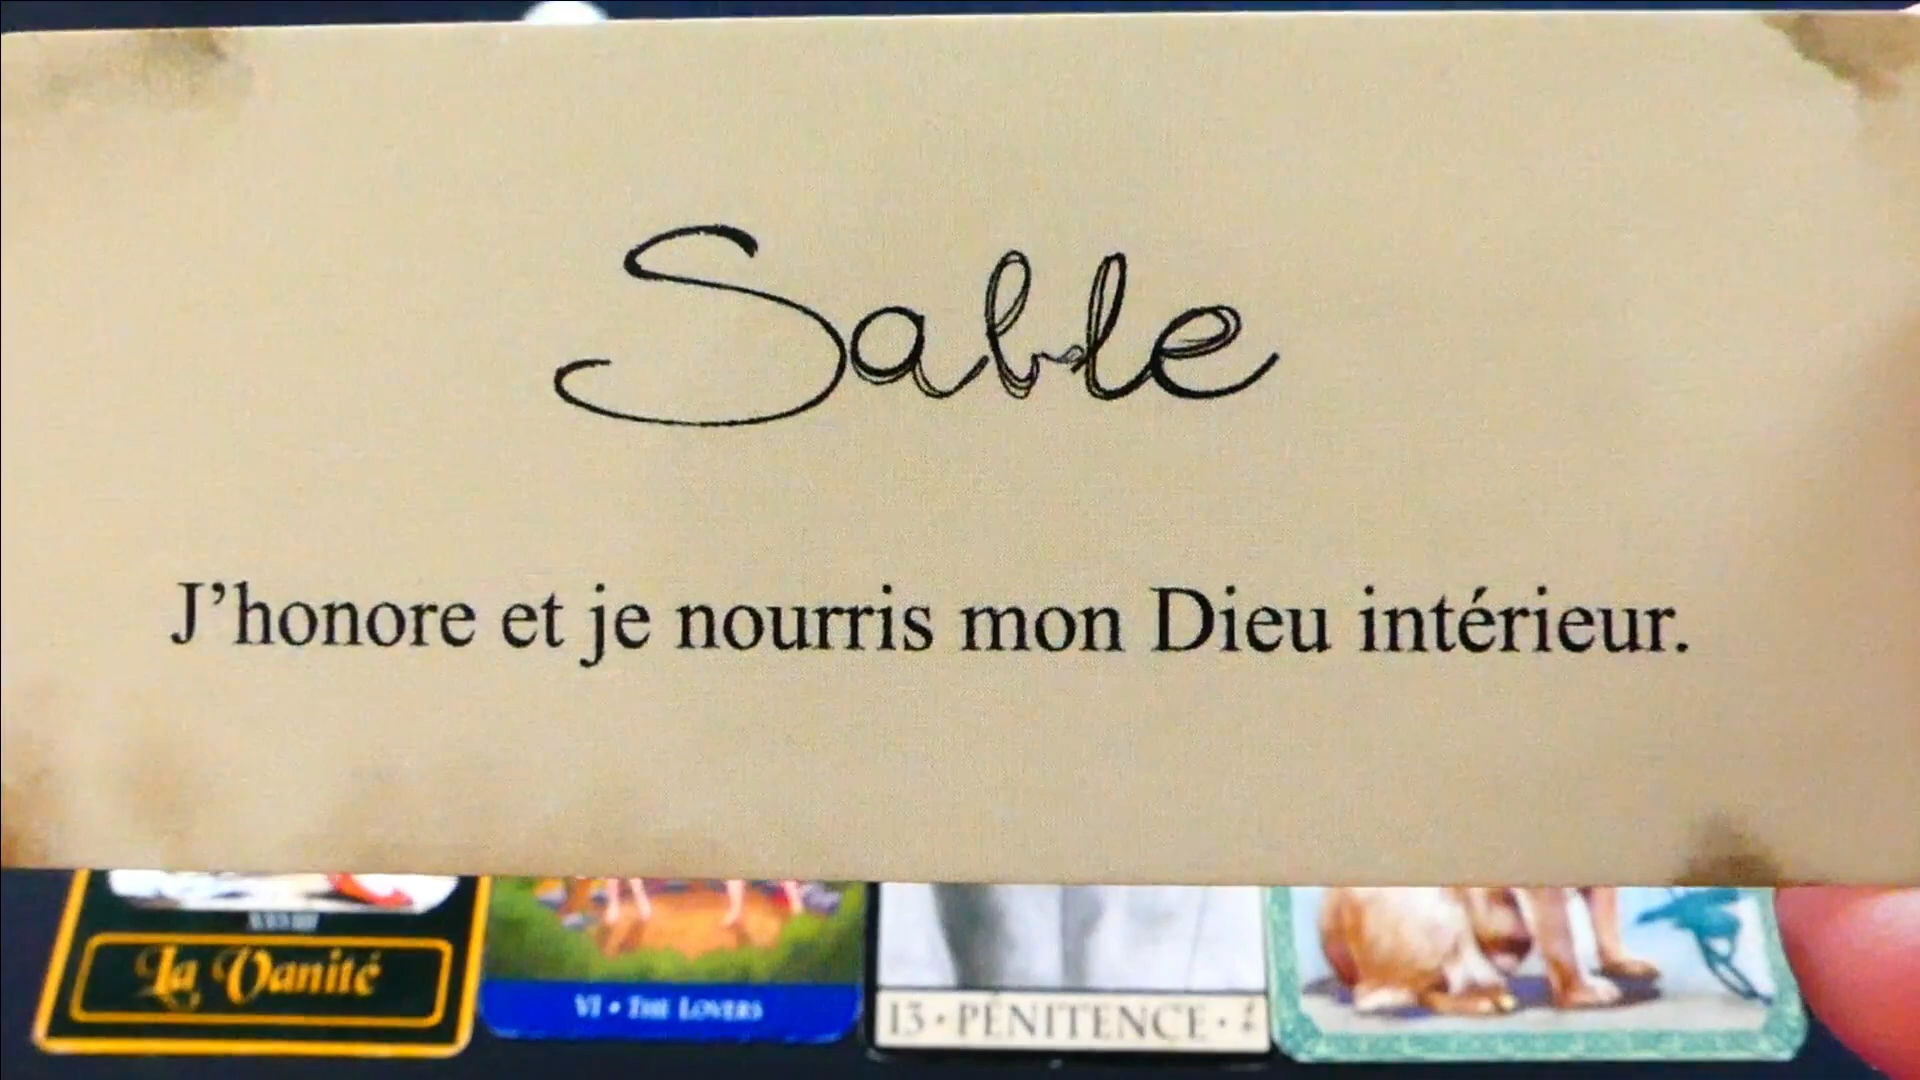 Sable
J'honore et je nourris mon Dieu intérieur.
La Vanité
VI • THE LOVERS
13 • PÉNITENCE •